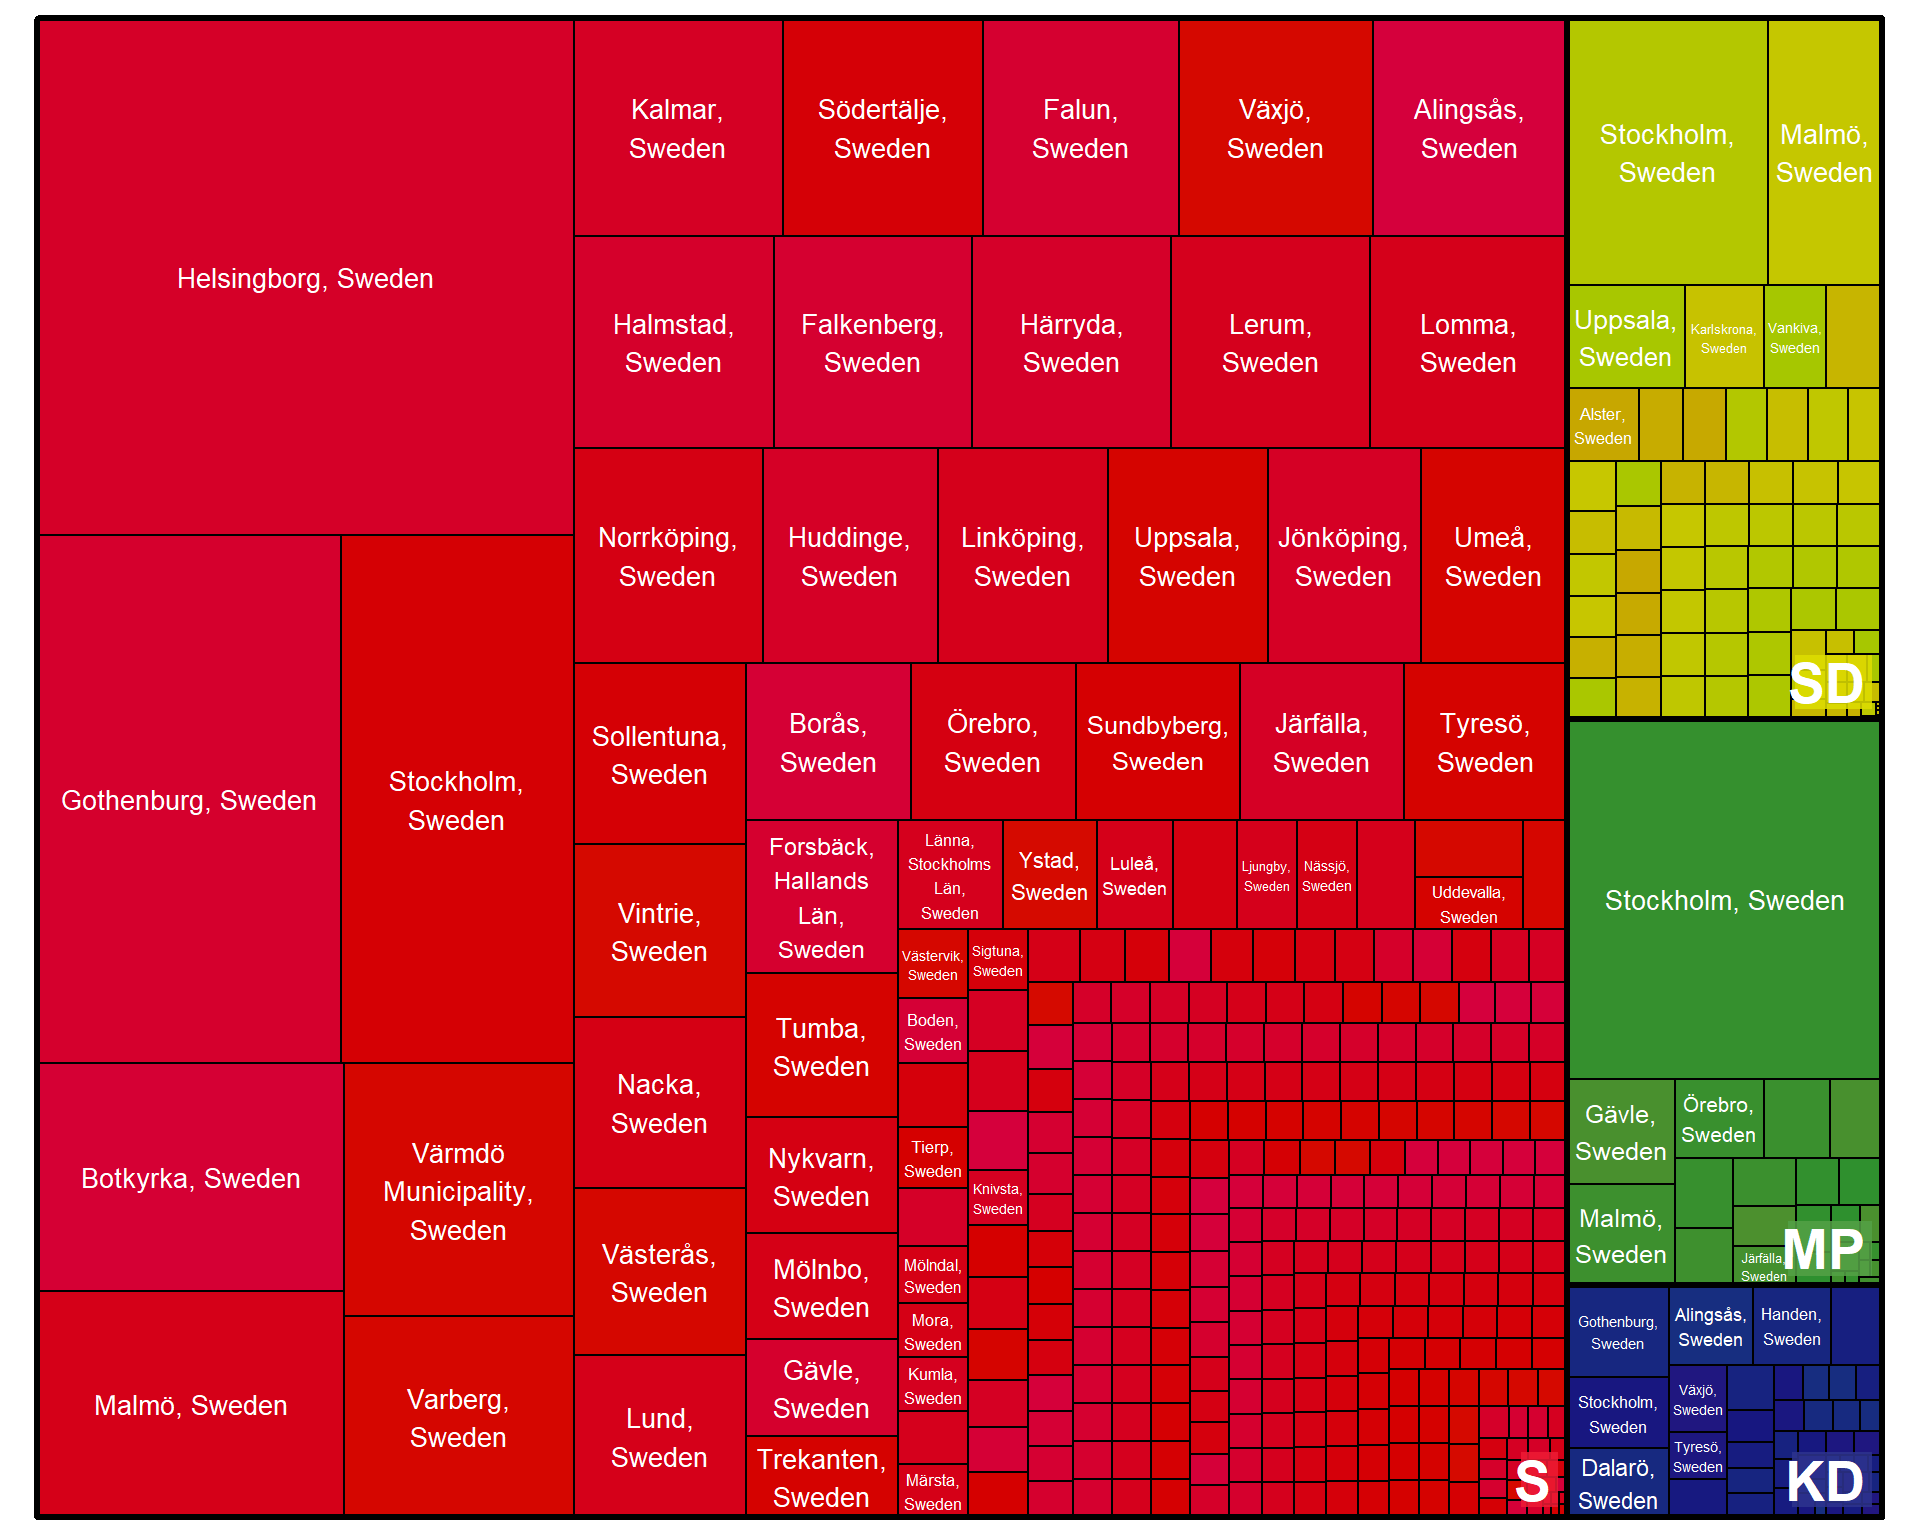 Helsingborg, Sweden
Gothenburg, Sweden
Stockholm,
Sweden
Botkyrka, Sweden
Malmö, Sweden
Värmdö
Municipality,
Sweden
Varberg,
Sweden
Kalmar,
Sweden
Södertälje,
Sweden
Falun,
Sweden
Växjö,
Sweden
Alingsås,
Sweden
Halmstad,
Sweden
Falkenberg,
Sweden
Härryda,
Sweden
Lerum,
Sweden
Lomma,
Sweden
Norrköping,
Sweden
Huddinge,
Sweden
Linköping,
Sweden
Uppsala,
Sweden
Jönköping,
Sweden
Umeå,
Sweden
Sollentuna,
Sweden
Vintrie,
Sweden
Nacka,
Sweden
Västerås,
Sweden
Lund,
Sweden
Borås,
Sweden
Örebro,
Sweden
Sundbyberg,
Sweden
Järfälla,
Sweden
Tyresö,
Sweden
Forsbäck,
Hallands
Län,
Sweden
Tumba,
Sweden
Nykvarn,
Sweden
Mölnbo,
Sweden
Gävle,
Sweden
Trekanten,
Sweden
Länna,
Stockholms
Län,
Sweden
Ystad,
Sweden
Luleå,
Sweden
Ljungby,
Sweden
Nässjö,
Sweden
Uddevalla,
Sweden
Västervik,
Sweden
Sigtuna,
Sweden
Boden,
Sweden
Tierp,
Sweden
Knivsta,
Sweden
Mölndal,
Sweden
Mora,
Sweden
Kumla,
Sweden
Märsta,
Sweden
S
Stockholm,
Sweden
Malmö,
Sweden
Uppsala,
Sweden
Karlskrona,
Sweden
Vankiva,
Sweden
Alster,
Sweden
SD
Stockholm, Sweden
Gävle,
Sweden
Örebro,
Sweden
Malmö,
Sweden
Järfälla,
Sweden
MP
Gothenburg,
Sweden
Alingsås,
Sweden
Handen,
Sweden
Stockholm,
Sweden
Växjö,
Sweden
Tyresö,
Sweden
Dalarö,
Sweden
KD